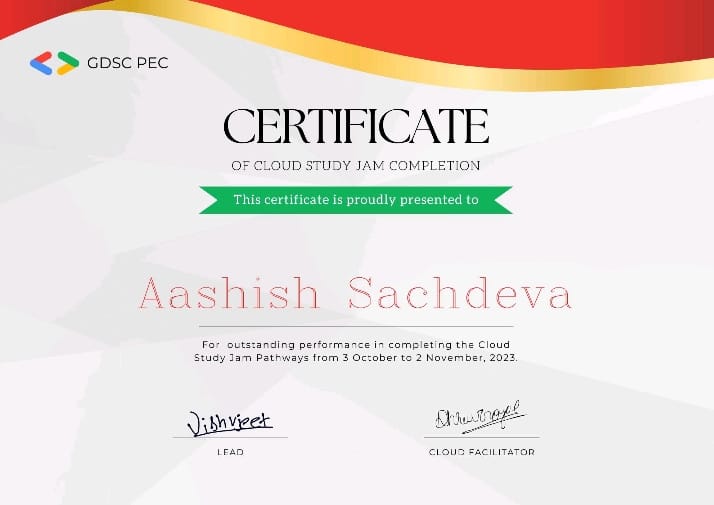 GDSC PEC
CERTIFICATE
OF CLOUD STUDY JAM COMPLETION
This certificate is proudly presented to
Aashish Sachdeva
For outstanding performance in completing the Cloud
Study Jam Pathways from 3 October to 2 November, 2023.
Vishvjeet
LEAD
CLOUD FACILITATOR